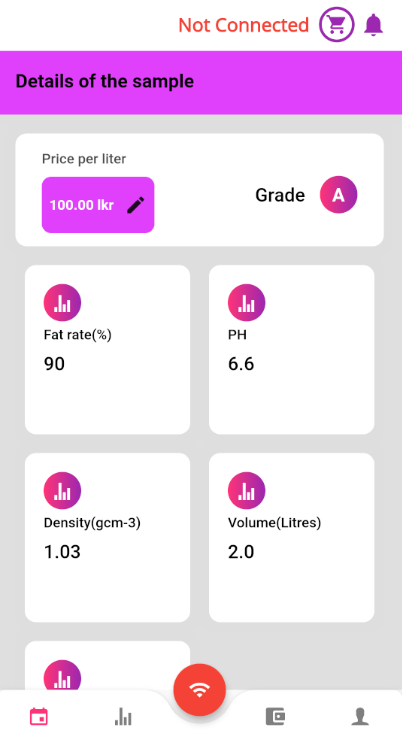 Not Connected
Details of the sample
Price per liter
100.00 lkr
Grade A
Fat rate(%)
90
PH
6.6
Density(gcm-3)
1.03
Volume(Litres)
2.0